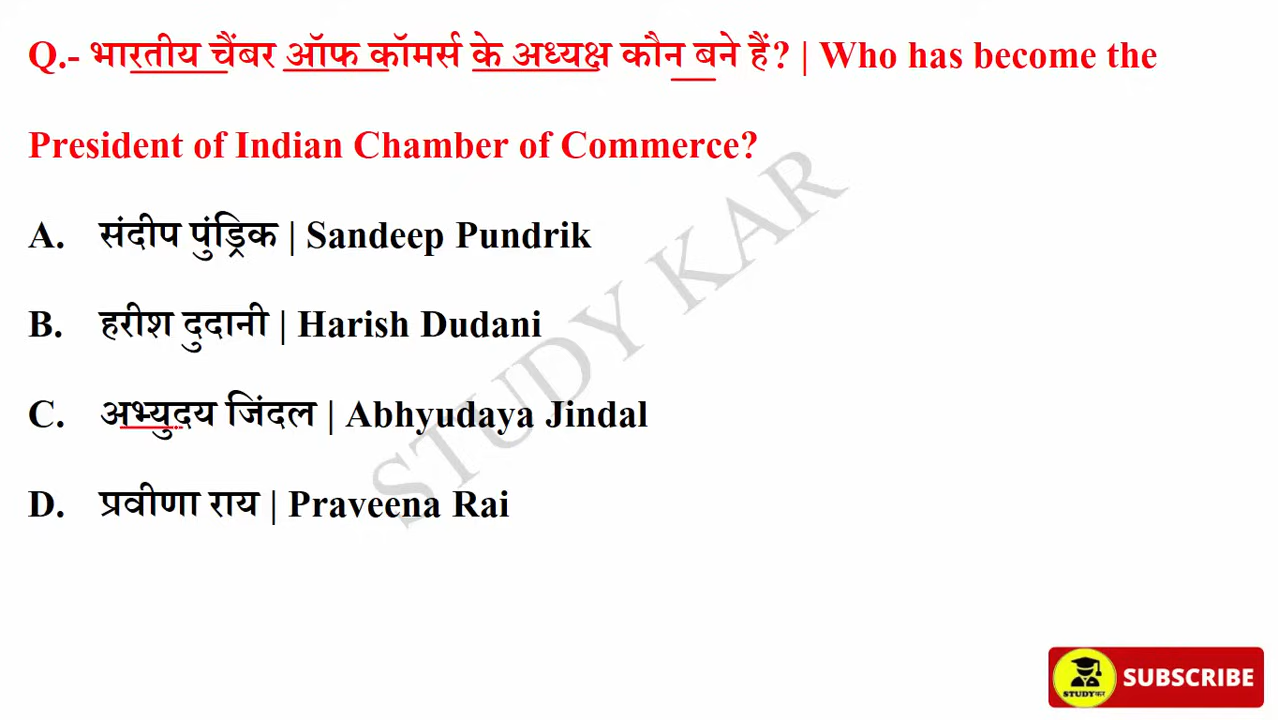 Q.- भारतीय चैंबर ऑफ कॉमर्स के अध्यक्ष कौन बने हैं? | Who has become the
President of Indian Chamber of Commerce?
A. संदीप पुंड्रिक | Sandeep Pundrik
B. हरीश दुदानी | Harish Dudani
C. अभ्युदय जिंदल | Abhyudaya Jindal
D. प्रवीणा राय | Praveena Rai
STUDY KAR
STUDYकर
SUBSCRIBE